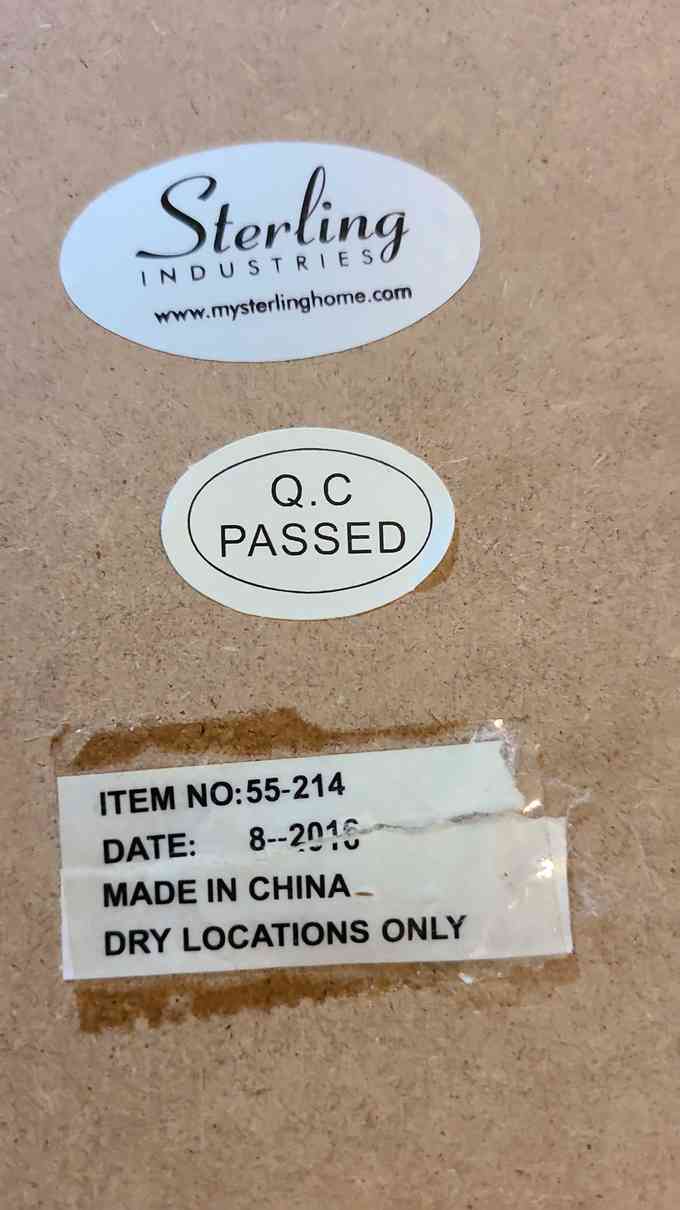 Sterling
INDUSTRIES
www.mysterlinghome.com
Q.C
PASSED
ITEM NO:55-214
DATE: 8--2016
MADE IN CHINA
DRY LOCATIONS ONLY